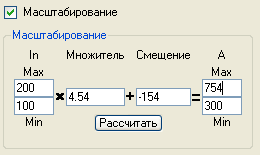 Масштабирование
Масштабирование
In Множитель Смещение A
Max Max
200 754
× 4.54 + -154 =
100 300
Min Min
Рассчитать